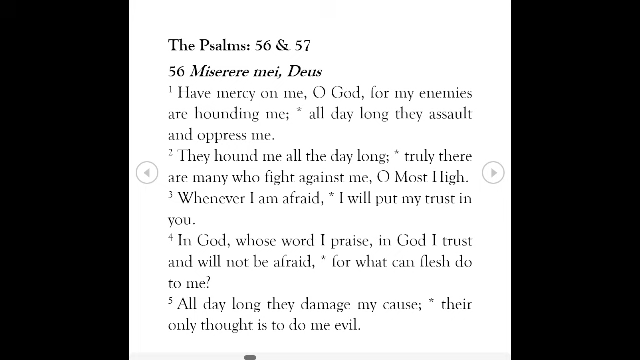 The Psalms: 56 & 57
56 Miserere mei, Deus
1 Have mercy on me, O God, for my enemies
are hounding me; * all day long they assault
and oppress me.
2 They hound me all the day long; * truly there
are many who fight against me, O Most High.
3 Whenever I am afraid, * I will put my trust in
you.
4 In God, whose word I praise, in God I trust
and will not be afraid, * for what can flesh do
to me?
5 All day long they damage my cause; * their
only thought is to do me evil.